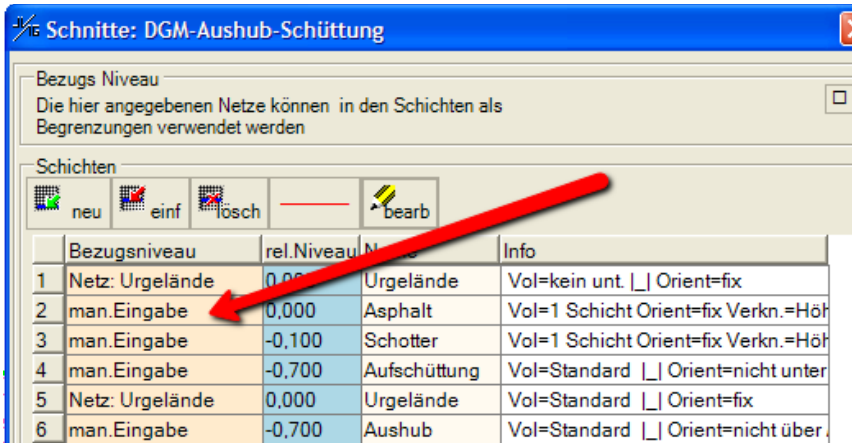 Schnitte: DGM-Aushub-Schüttung
Bezugs Niveau
Die hier angegebenen Netze können in den Schichten als
Begrenzungen verwendet werden
Schichten
neu einf lösch bearb
Bezugsniveau rel.Niveau Info
1 Netz: Urgelände 0,000 Urgelände Vol=kein unt. |_| Orient=fix
2 man.Eingabe 0,000 Asphalt Vol=1 Schicht Orient=fix Verkn.=Höh
3 man.Eingabe -0,100 Schotter Vol=1 Schicht Orient=fix Verkn.=Höh
4 man.Eingabe -0,700 Aufschüttung Vol=Standard |_| Orient=nicht unter
5 Netz: Urgelände 0,000 Urgelände Vol=Standard |_| Orient=fix
6 man.Eingabe -0,700 Aushub Vol=Standard |_| Orient=nicht über